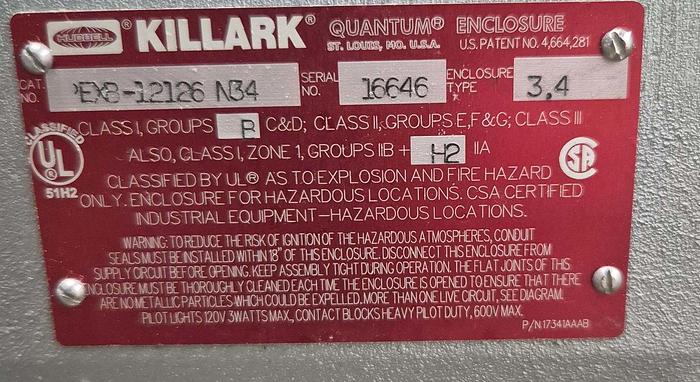 HUBBELL
KILLARK® QUANTUM® ENCLOSURE
ST. LOUIS, MO. U.S.A. U.S. PATENT NO. 4,664,281
CAT. NO. EXB-12126 N34 SERIAL NO. 16646 ENCLOSURE TYPE 3,4
CLASS I, GROUPS B C&D; CLASS II, GROUPS E,F&G; CLASS III
ALSO, CLASS I, ZONE 1, GROUPS IIB + H2 IIA
CLASSIFIED UL® 51H2
CLASSIFIED BY UL® AS TO EXPLOSION AND FIRE HAZARD
ONLY. ENCLOSURE FOR HAZARDOUS LOCATIONS. CSA CERTIFIED
INDUSTRIAL EQUIPMENT—HAZARDOUS LOCATIONS.
SA
WARNING: TO REDUCE THE RISK OF IGNITION OF THE HAZARDOUS ATMOSPHERES, CONDUIT
SEALS MUST BE INSTALLED WITHIN 18" OF THIS ENCLOSURE. DISCONNECT THIS ENCLOSURE FROM
SUPPLY CIRCUIT BEFORE OPENING. KEEP ASSEMBLY TIGHT DURING OPERATION. THE FLAT JOINTS OF THIS
ENCLOSURE MUST BE THOROUGHLY CLEANED EACH TIME THE ENCLOSURE IS OPENED TO ENSURE THAT THERE
ARE NO METALLIC PARTICLES WHICH COULD BE EXPELLED. MORE THAN ONE LIVE CIRCUIT, SEE DIAGRAM.
PILOT LIGHTS 120V 3WATTS MAX., CONTACT BLOCKS HEAVY PILOT DUTY, 600V MAX.
P/N 17341AAAB